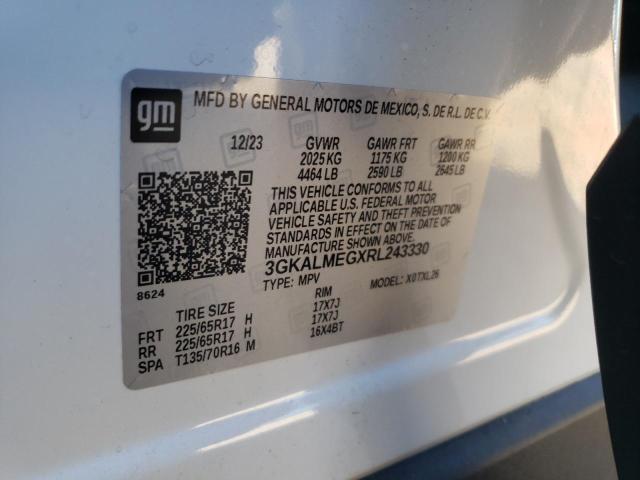 gm
MFD BY GENERAL MOTORS DE MEXICO, S. DE R.L. DE C.V.
12/23 GVWR GAWR FRT GAWR RR
2025 KG 1175 KG 1200 KG
4464 LB 2590 LB 2645 LB
THIS VEHICLE CONFORMS TO ALL
APPLICABLE U.S. FEDERAL MOTOR
VEHICLE SAFETY AND THEFT PREVENTION
STANDARDS IN EFFECT ON THE DATE OF
MANUFACTURE SHOWN ABOVE.
3GKALMEGXRL243330
8624
TYPE: MPV MODEL: X0TXL26
TIRE SIZE RIM
FRT 225/65R17 H 17X7J
RR 225/65R17 H 17X7J
SPA T135/70R16 M 16X4BT